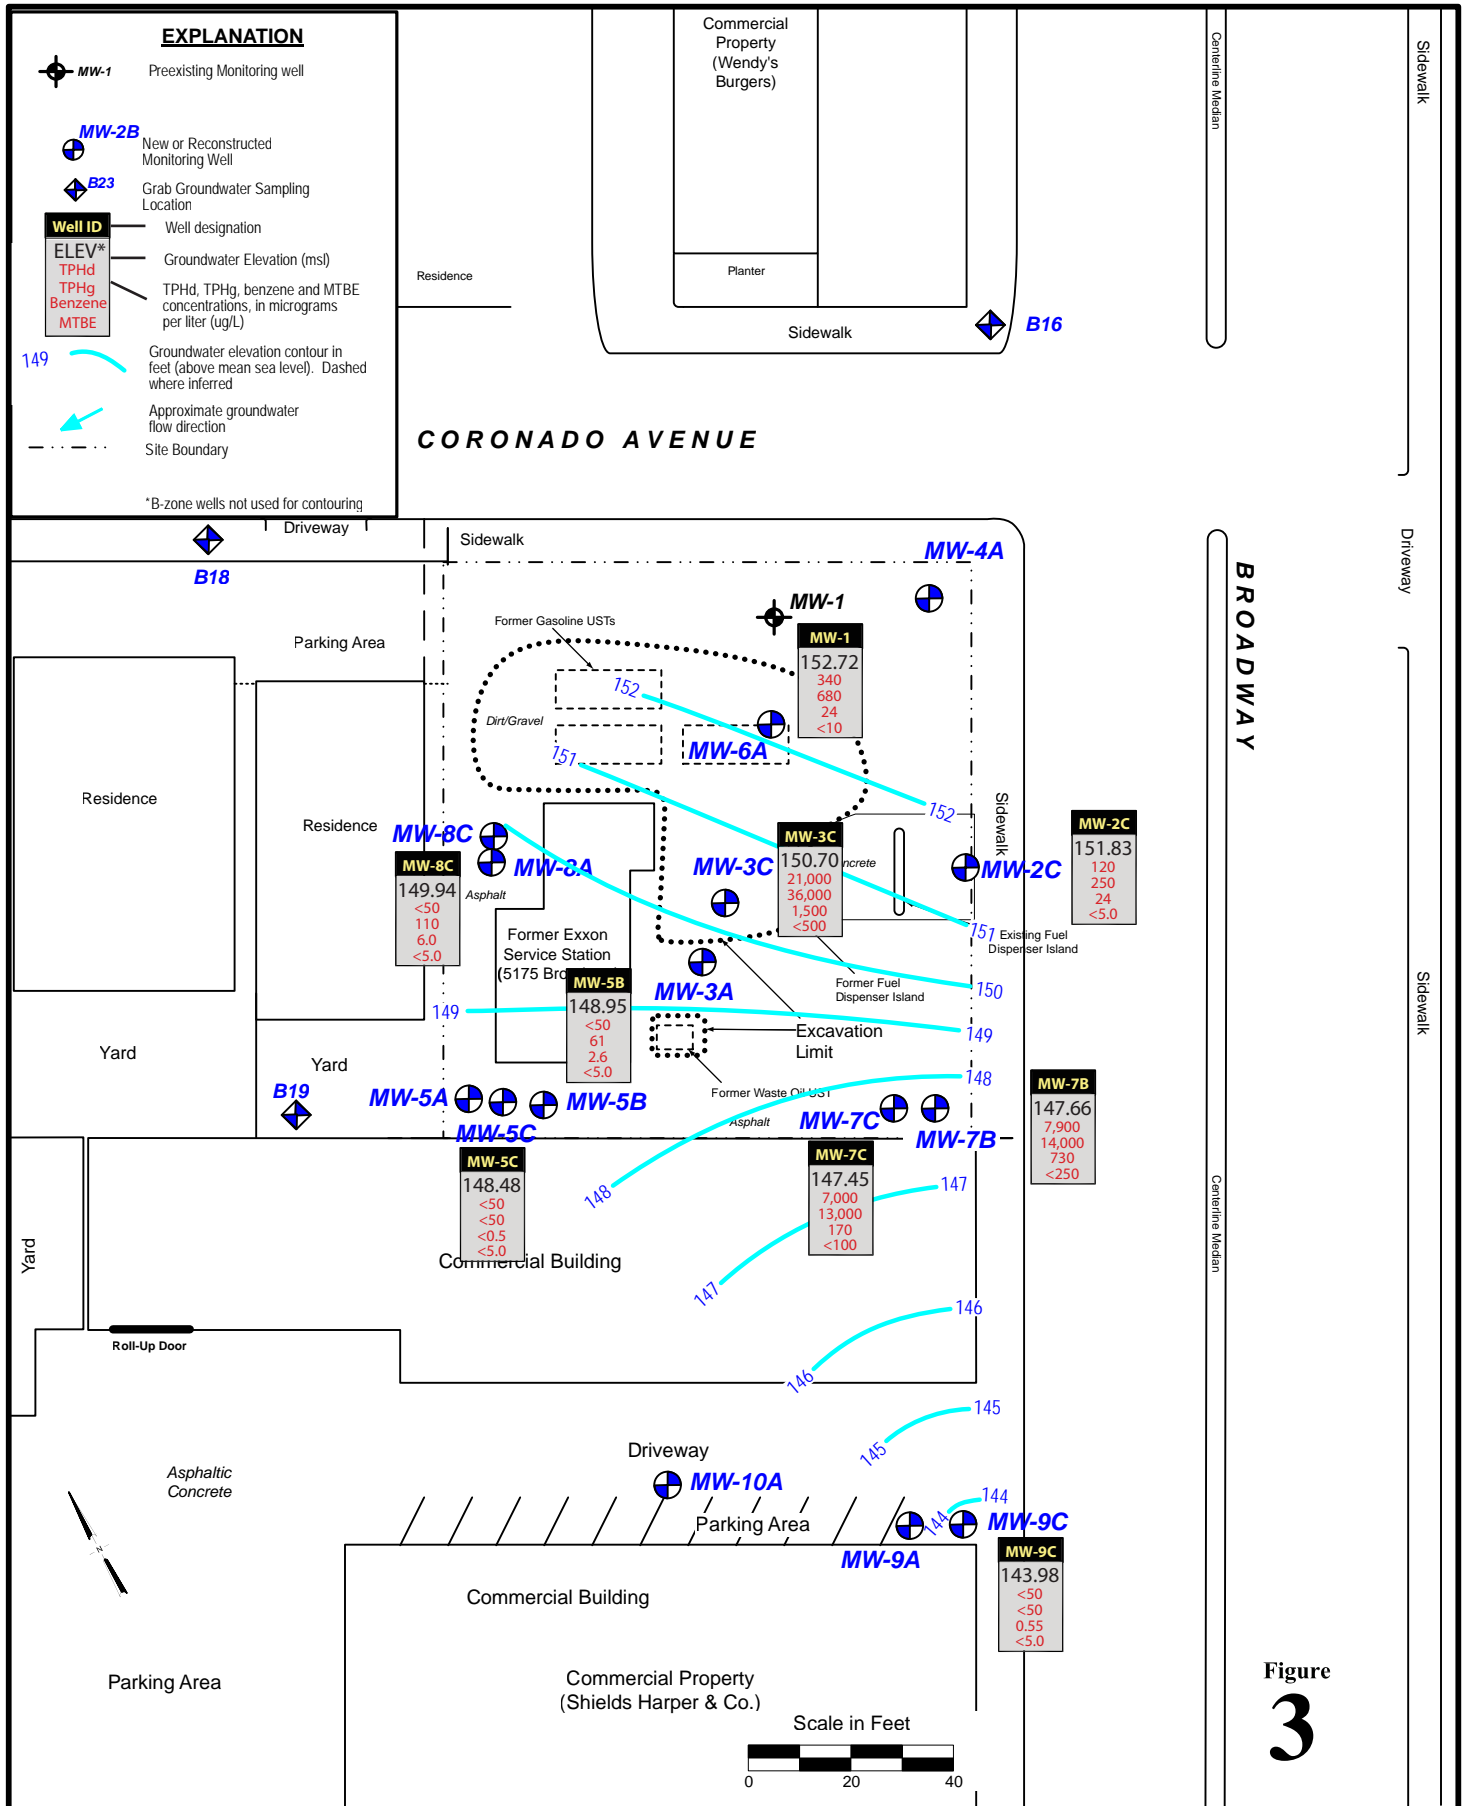 EXPLANATION
MW-1
Preexisting Monitoring well
MW-2B
New or Reconstructed
Monitoring Well
B23
Grab Groundwater Sampling
Location
Well ID
Well designation
ELEV*
Groundwater Elevation (msl)
TPHd
TPHg
Benzene
MTBE
TPHd, TPHg, benzene and MTBE
concentrations, in micrograms
per liter (ug/L)
149
Groundwater elevation contour in
feet (above mean sea level). Dashed
where inferred
Approximate groundwater
flow direction
Site Boundary
*B-zone wells not used for contouring
Commercial
Property
(Wendy's
Burgers)
Planter
Residence
Sidewalk
B16
Centerline Median
Sidewalk
CORONADO AVENUE
Driveway
BROADWAY
Driveway
Sidewalk
B18
MW-4A
MW-1
Former Gasoline USTs
Parking Area
MW-1
152.72
340
680
24
<10
152
Dirt/Gravel
MW-6A
151
152
Residence
Residence
Sidewalk
MW-8C
MW-8A
MW-8C
149.94
<50
110
6.0
<5.0
Asphalt
MW-3C
MW-3C
150.70
21,000
36,000
1,500
<500
ncrete
MW-2C
MW-2C
151.83
120
250
24
<5.0
151
Existing Fuel
Dispenser Island
Former Exxon
Service Station
(5175 Bro
MW-3A
Former Fuel
Dispenser Island
150
Sidewalk
MW-5B
148.95
<50
61
2.6
<5.0
149
149
Excavation
Limit
Yard
Yard
B19
MW-5A
MW-5C
MW-5B
Former Waste Oil UST
Asphalt
148
MW-7C
MW-7B
MW-7B
147.66
7,900
14,000
730
<250
MW-5C
148.48
<50
<50
<0.5
<5.0
148
MW-7C
147.45
7,000
13,000
170
<100
147
147
Centerline Median
Yard
Commercial Building
146
146
Roll-Up Door
145
145
Driveway
MW-10A
Asphaltic
Concrete
N
Parking Area
144
144
MW-9A
MW-9C
MW-9C
143.98
<50
<50
0.55
<5.0
Commercial Building
Parking Area
Commercial Property
(Shields Harper & Co.)
Scale in Feet
0
20
40
Figure
3